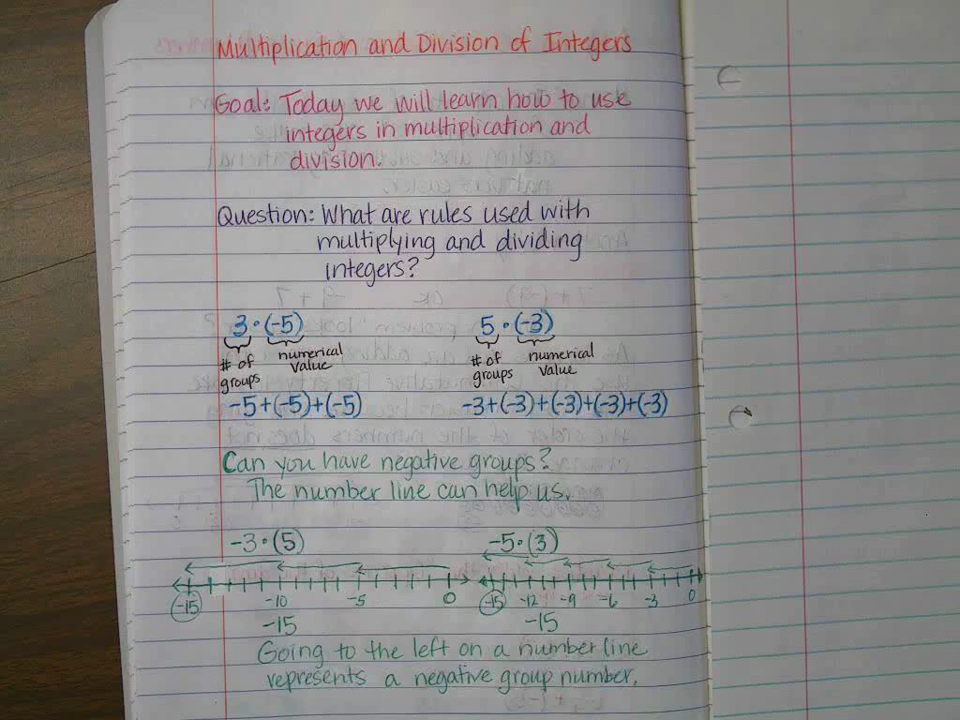 Multiplication and Division of Integers
Goal: Today we will learn how to use
integers in multiplication and
division.
Question: What are rules used with
multiplying and dividing
integers?
3 • (-5)
# of groups
numerical value
-5+(-5)+(-5)
5 • (-3)
# of groups
numerical value
-3+(-3)+(-3)+(-3)+(-3)
Can you have negative groups?
The number line can help us.
-3 • (5)
-15 -10 -5 0
-15
-5 • (3)
-15 -12 -9 -6 -3 0
-15
Going to the left on a number line
represents a negative group number.